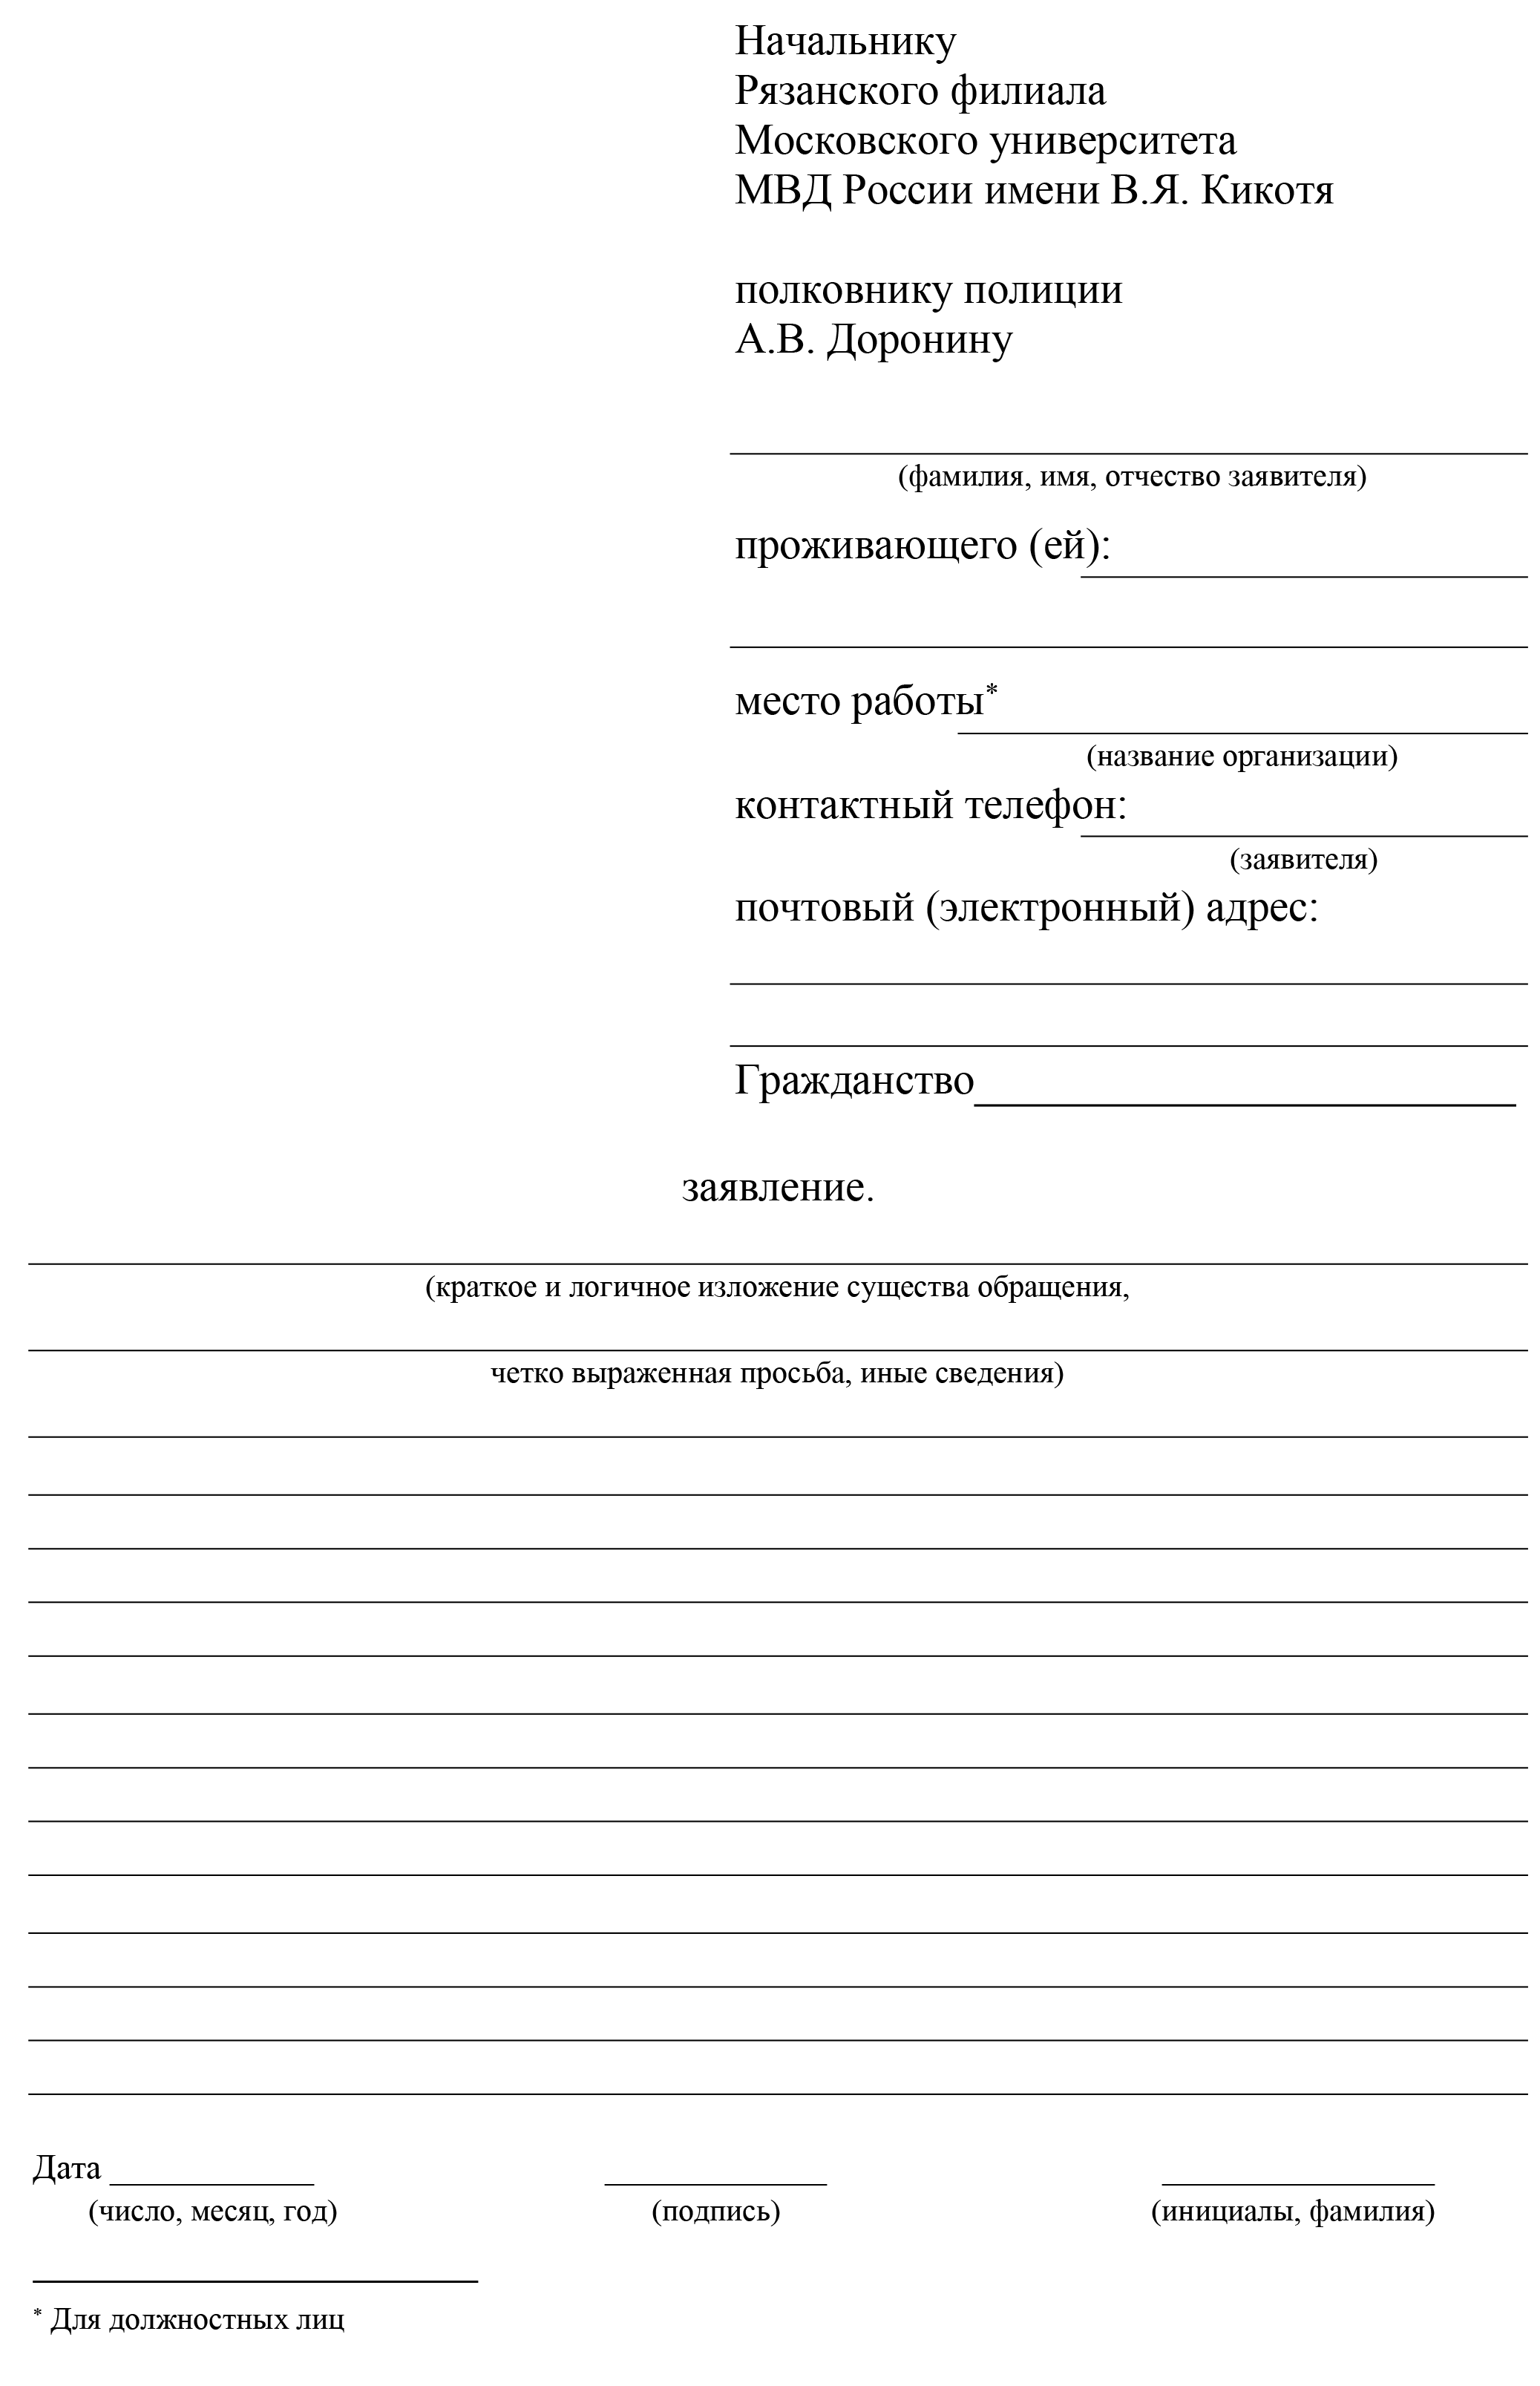 Начальнику
Рязанского филиала
Московского университета
МВД России имени В.Я. Кикотя
полковнику полиции
А.В. Доронину
(фамилия, имя, отчество заявителя)
проживающего (ей):
место работы*
(название организации)
контактный телефон:
(заявителя)
почтовый (электронный) адрес:
Гражданство
заявление.
(краткое и логичное изложение существа обращения,
четко выраженная просьба, иные сведения)
Дата
(число, месяц, год) (подпись) (инициалы, фамилия)
* Для должностных лиц